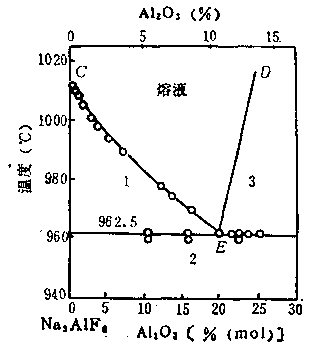 Al₂O₃ (%)
0 5 10 15
1020
1000
980
960
940
温度 (℃)
C
D
熔液
1
3
962.5
E
2
0 5 10 15 20 25 30
Na₃AlF₆
Al₂O₃ [% (mol)]